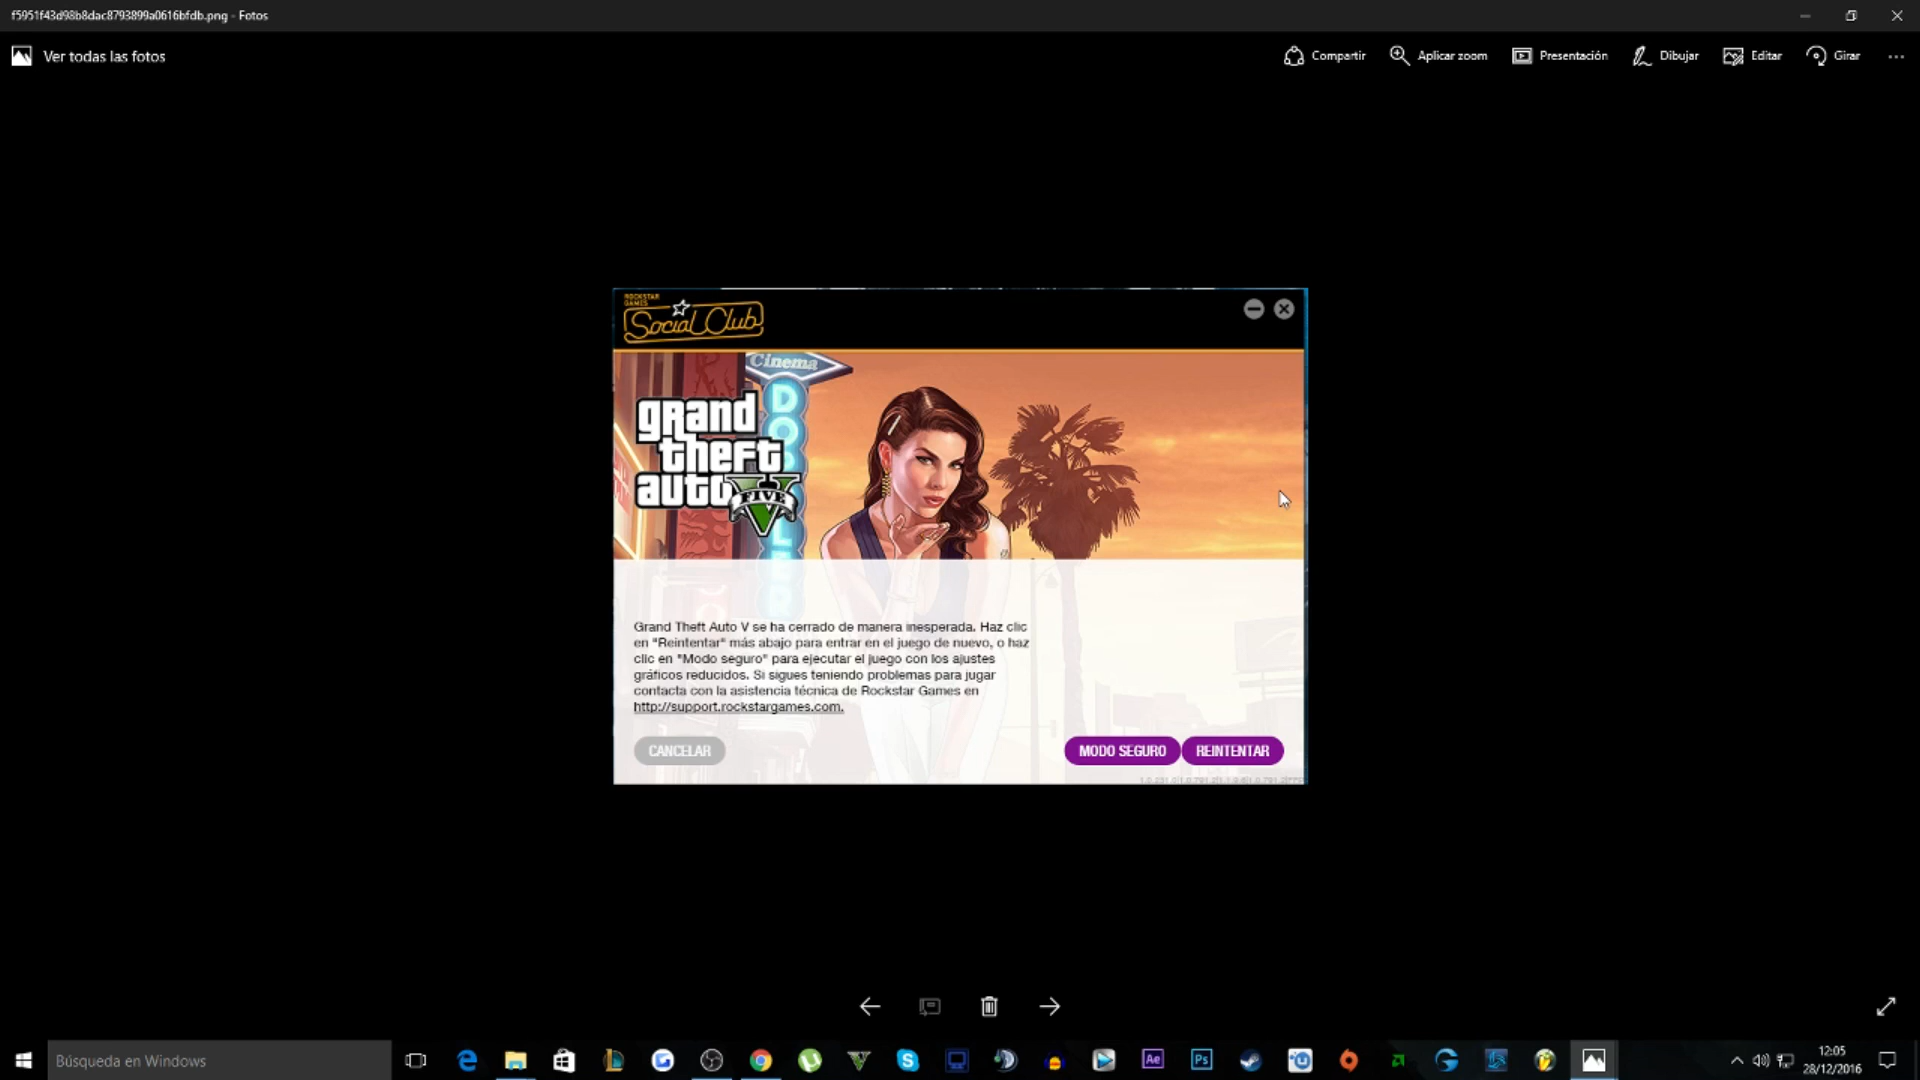 f5951f43d98b8dac8793899a0616bfdb.png - Fotos
Ver todas las fotos
Compartir
Aplicar zoom
Presentación
Dibujar
Editar
Girar
ROCKSTAR
GAMES
Social Club
Cinema
grand
theft
auto
V
FIVE
Grand Theft Auto V se ha cerrado de manera inesperada. Haz clic
en "Reintentar" más abajo para entrar en el juego de nuevo, o haz
clic en "Modo seguro" para ejecutar el juego con los ajustes
gráficos reducidos. Si sigues teniendo problemas para jugar
contacta con la asistencia técnica de Rockstar Games en
http://support.rockstargames.com.
CANCELAR
MODO SEGURO
REINTENTAR
Búsqueda en Windows
Ae
Ps
12:05
28/12/2016